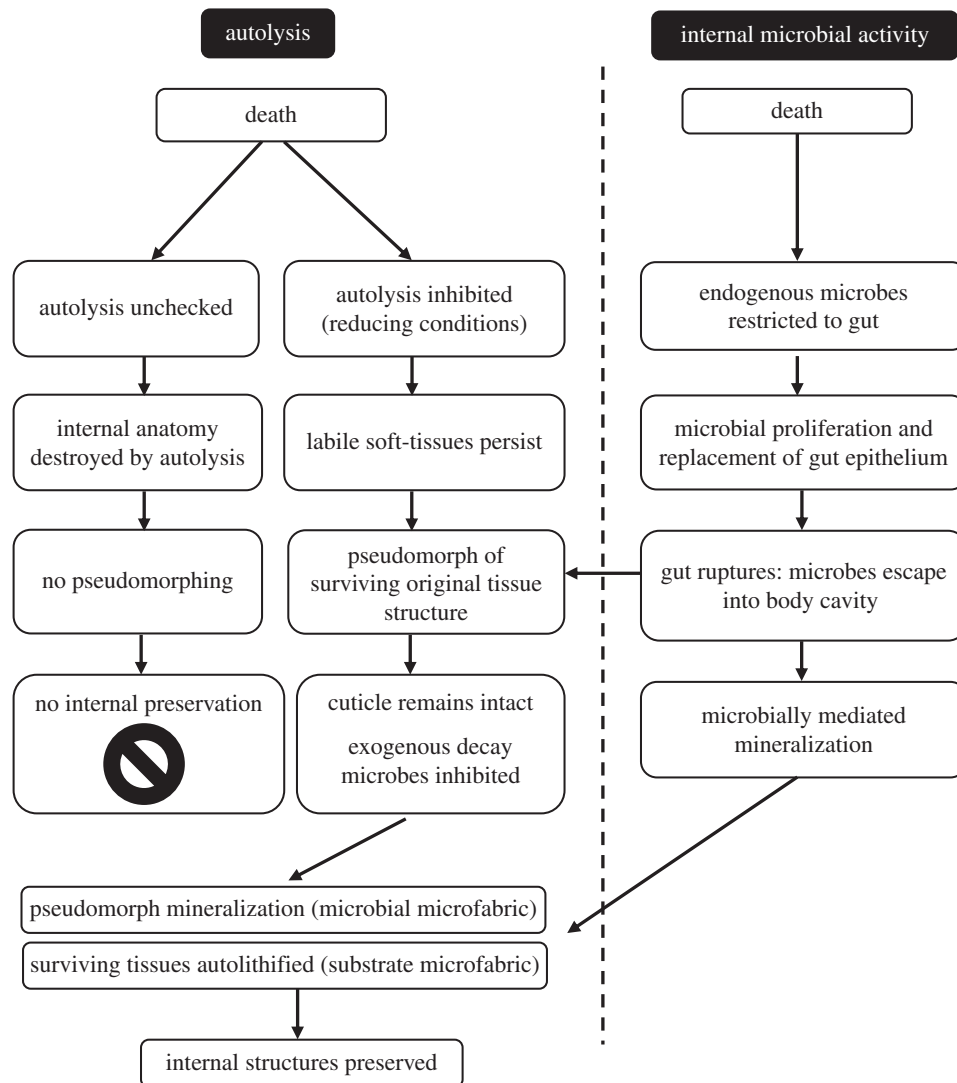 autolysis
death
autolysis unchecked
autolysis inhibited
(reducing conditions)
internal anatomy
destroyed by autolysis
labile soft-tissues persist
no pseudomorphing
pseudomorph of
surviving original tissue
structure
no internal preservation
cuticle remains intact
exogenous decay
microbes inhibited
pseudomorph mineralization (microbial microfabric)
surviving tissues autolithified (substrate microfabric)
internal structures preserved
internal microbial activity
death
endogenous microbes
restricted to gut
microbial proliferation and
replacement of gut epithelium
gut ruptures: microbes escape
into body cavity
microbially mediated
mineralization